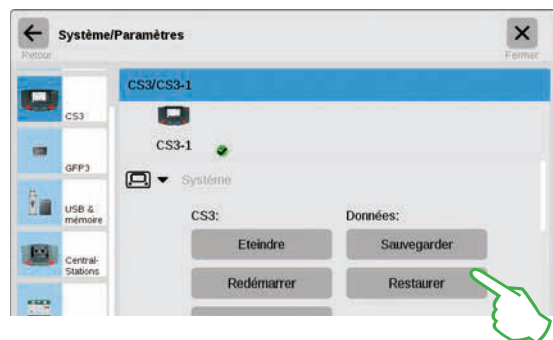 Système/Paramètres
Retour
Fermer
CS3/CS3-1
CS3
CS3-1
GFP3
Système
USB &
mémoire
CS3:
Données:
Eteindre
Sauvegarder
Central-
Stations
Redémarrer
Restaurer